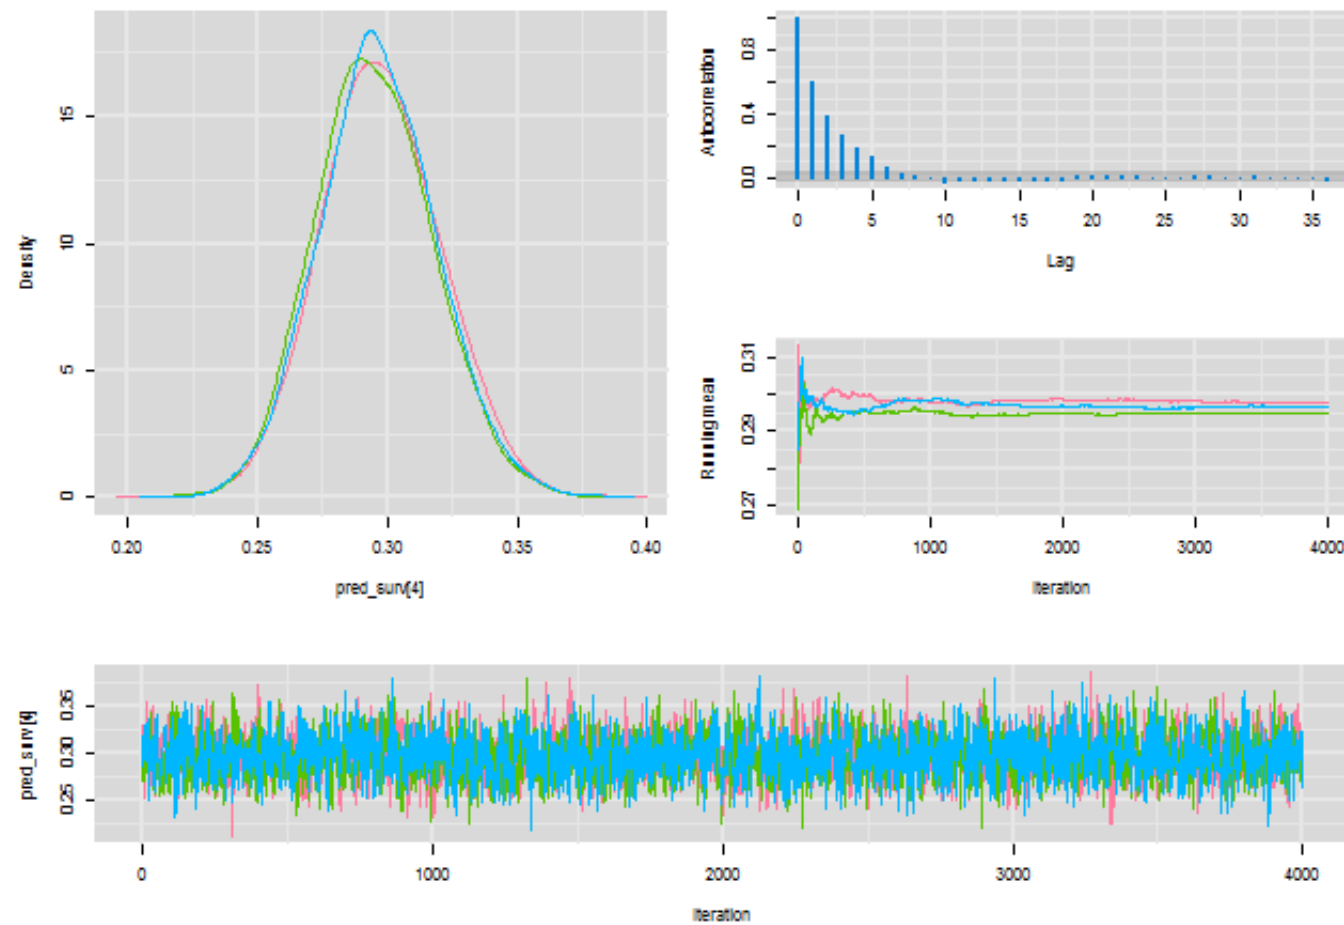 Density
15
10
5
0
0.20 0.25 0.30 0.35 0.40
pred_surv[4]
Autocorrelation
0.8
0.4
0.0
0 5 10 15 20 25 30 35
Lag
Running mean
0.31
0.29
0.27
0 1000 2000 3000 4000
Iteration
pred_surv[4]
0.35
0.30
0.25
0 1000 2000 3000 4000
Iteration